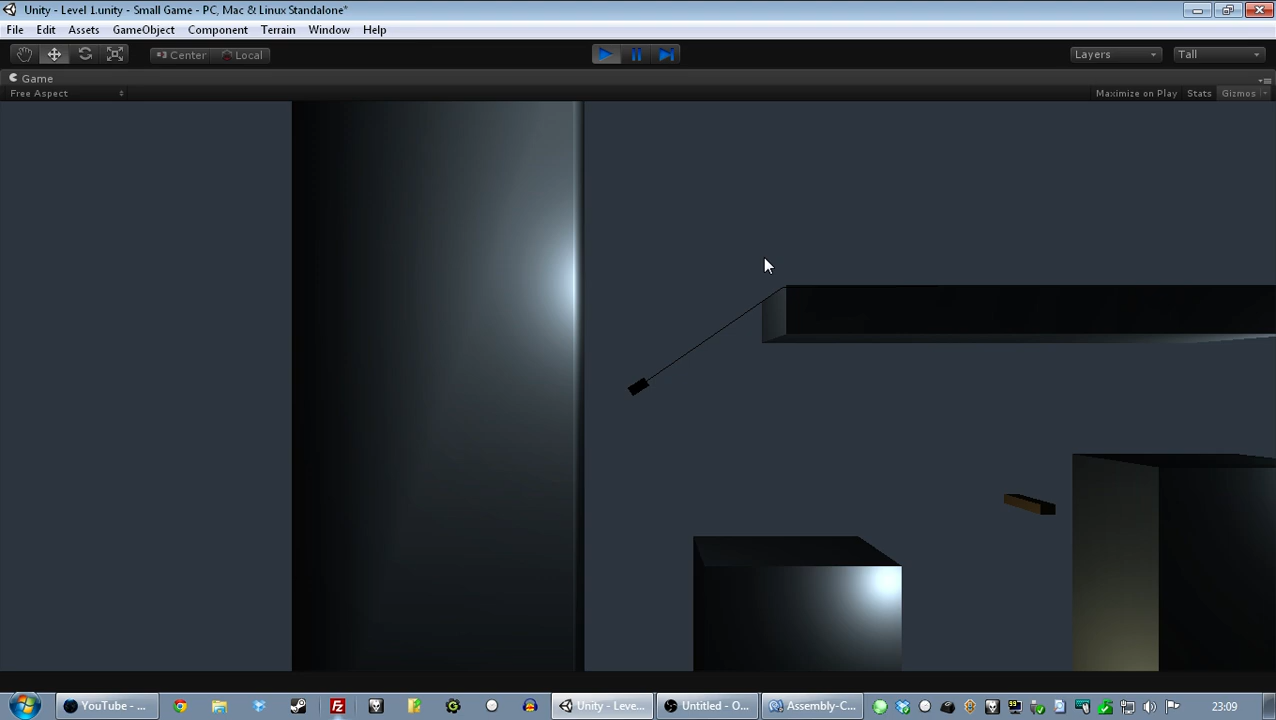 Unity - Level 1.unity - Small Game - PC, Mac & Linux Standalone*
File Edit Assets GameObject Component Terrain Window Help
Center Local Layers Tall
Game
Free Aspect Maximize on Play Stats Gizmos
YouTube - ... Unity - Leve... Untitled - O... Assembly-C... 23:09